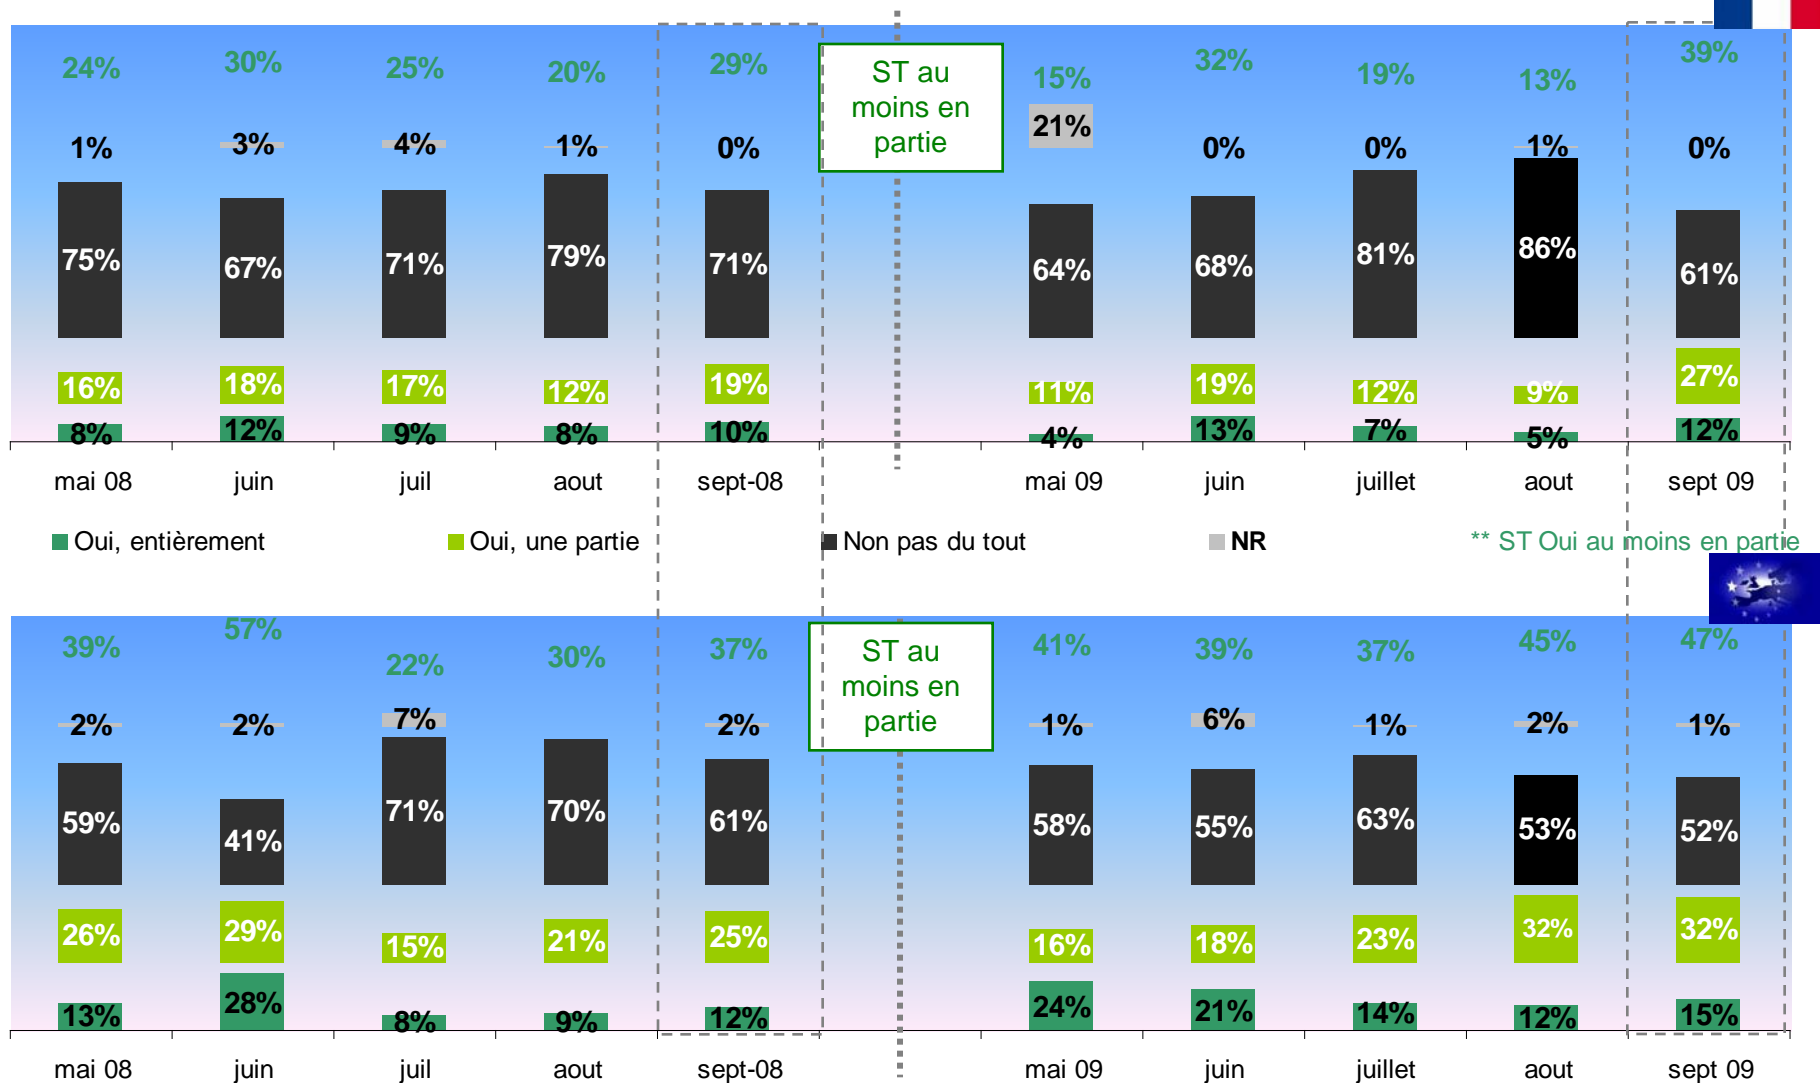 24% 30% 25% 20% 29% 15% 32% 19% 13% 39%
ST au
moins en
partie
1% 3% 4% 1% 0% 21% 0% 0% 1% 0%
75% 67% 71% 79% 71% 64% 68% 81% 86% 61%
16% 18% 17% 12% 19% 11% 19% 12% 9% 27%
8% 12% 9% 8% 10% 4% 13% 7% 5% 12%
mai 08 juin juil aout sept-08 mai 09 juin juillet aout sept 09
Oui, entièrement Oui, une partie Non pas du tout NR ** ST Oui au moins en partie
39% 57% 22% 30% 37% 41% 39% 37% 45% 47%
ST au
moins en
partie
2% 2% 7% 2% 1% 6% 1% 2% 1%
59% 41% 71% 70% 61% 58% 55% 63% 53% 52%
26% 29% 15% 21% 25% 16% 18% 23% 32% 32%
13% 28% 8% 9% 12% 24% 21% 14% 12% 15%
mai 08 juin juil aout sept-08 mai 09 juin juillet aout sept 09